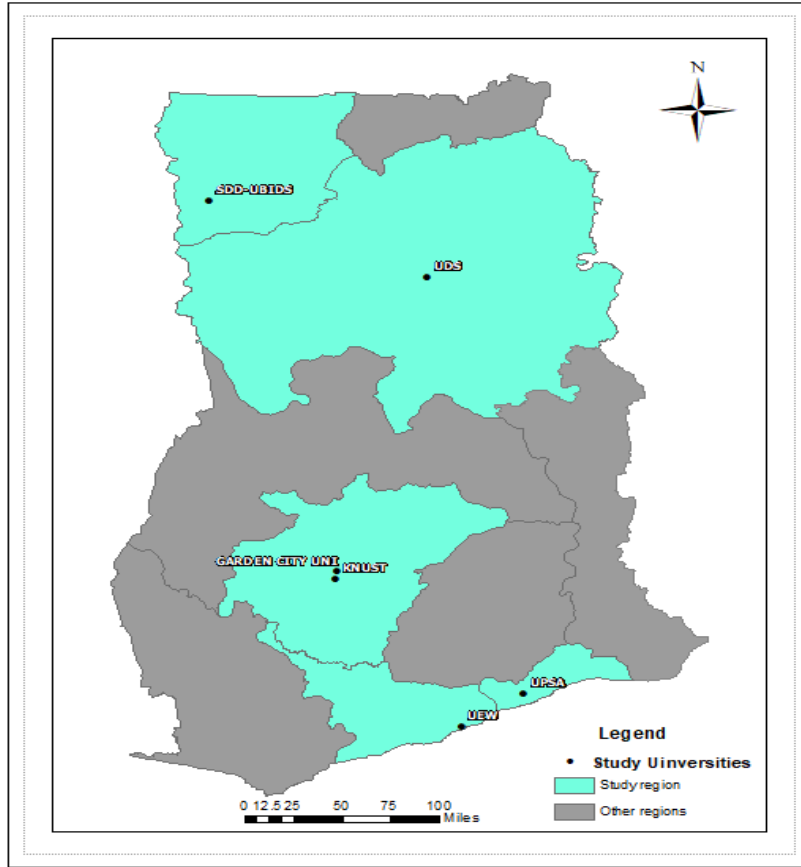 N
SDD-UBIDS
UDS
GARDEN CITY UNI
KNUST
UPSA
UEW
Legend
Study Uinversities
Study region
Other regions
0 12.5 25 50 75 100
Miles